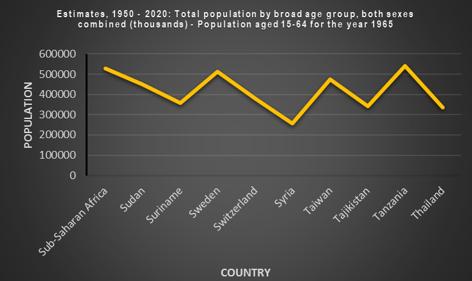 Estimates, 1950 - 2020: Total population by broad age group, both sexes
combined (thousands) - Population aged 15-64 for the year 1965
600000
500000
400000
300000
200000
100000
0
POPULATION
Sub-Saharan Africa
Sudan
Suriname
Sweden
Switzerland
Syria
Taiwan
Tajikistan
Tanzania
Thailand
COUNTRY